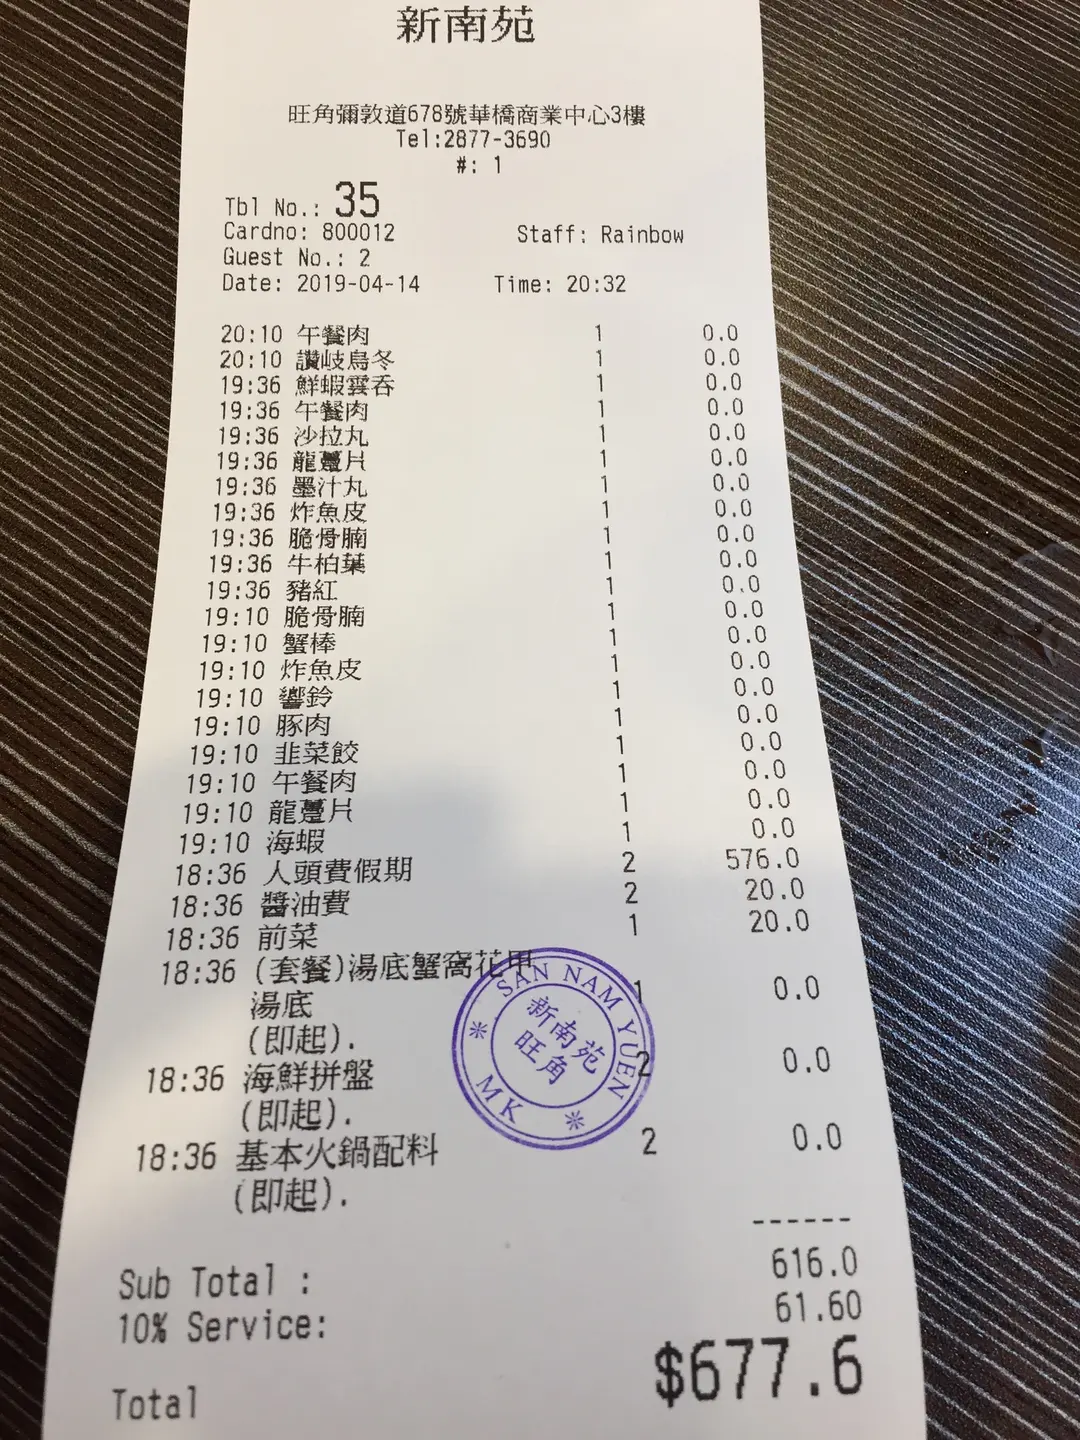 新南苑
旺角彌敦道678號華僑商業中心3樓
Tel:2877-3690
#: 1
Tbl No.: 35
Cardno: 800012 Staff: Rainbow
Guest No.: 2
Date: 2019-04-14 Time: 20:32
20:10 午餐肉 1 0.0
20:10 讚岐烏冬 1 0.0
19:36 鮮蝦雲吞 1 0.0
19:36 午餐肉 1 0.0
19:36 沙拉丸 1 0.0
19:36 龍躉片 1 0.0
19:36 墨汁丸 1 0.0
19:36 炸魚皮 1 0.0
19:36 脆骨腩 1 0.0
19:36 牛柏葉 1 0.0
19:36 豬紅 1 0.0
19:10 脆骨腩 1 0.0
19:10 蟹棒 1 0.0
19:10 炸魚皮 1 0.0
19:10 響鈴 1 0.0
19:10 豚肉 1 0.0
19:10 韭菜餃 1 0.0
19:10 午餐肉 1 0.0
19:10 龍躉片 1 0.0
19:10 海蝦 1 0.0
18:36 人頭費假期 2 576.0
18:36 醬油費 2 20.0
18:36 前菜 1 20.0
18:36 (套餐)湯底蟹窩花甲
湯底 1 0.0
(即起).
18:36 海鮮拼盤 2 0.0
(即起).
18:36 基本火鍋配料 2 0.0
(即起).
SAN NAM YUEN
新南苑
旺角
MK
------
Sub Total : 616.0
10% Service: 61.60
Total $677.6